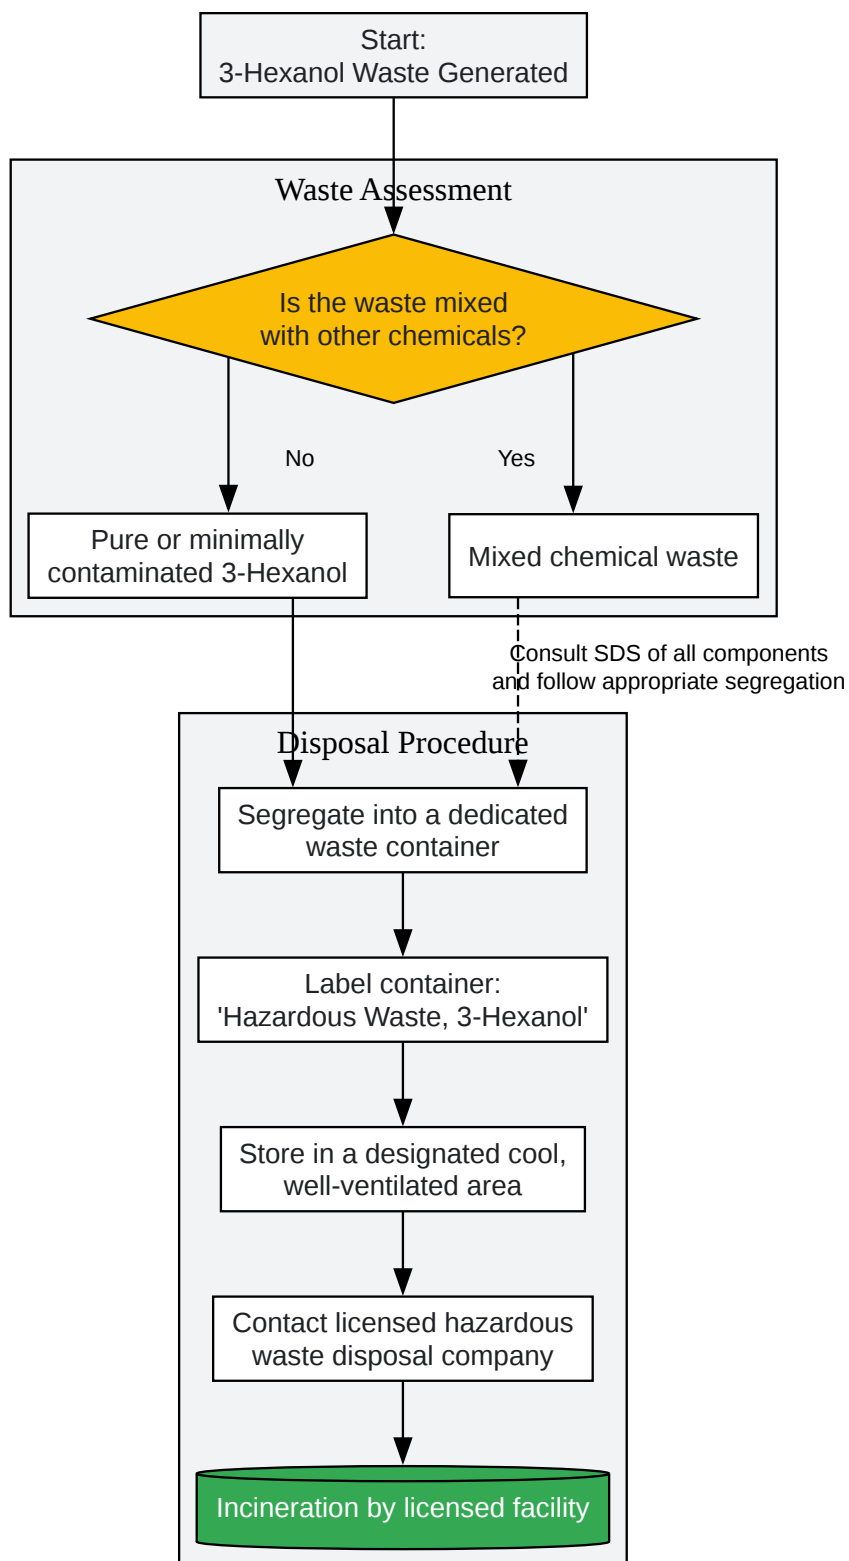 Start:
3-Hexanol Waste Generated
Waste Assessment
Is the waste mixed
with other chemicals?
No
Yes
Pure or minimally
contaminated 3-Hexanol
Mixed chemical waste
Consult SDS of all components
and follow appropriate segregation
Disposal Procedure
Segregate into a dedicated
waste container
Label container:
'Hazardous Waste, 3-Hexanol'
Store in a designated cool,
well-ventilated area
Contact licensed hazardous
waste disposal company
Incineration by licensed facility